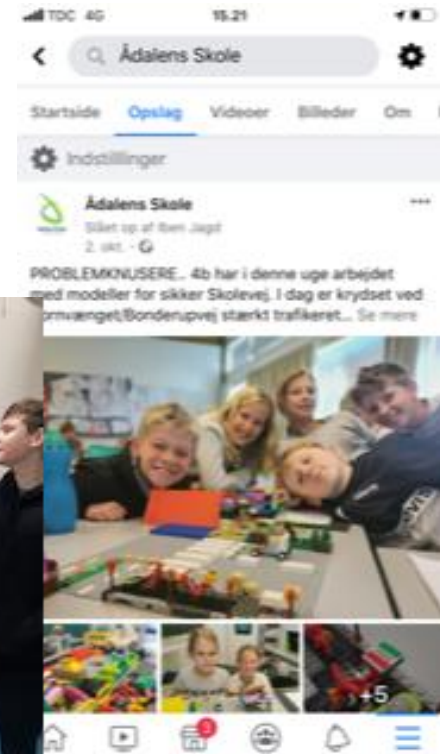 TDC 4G 15.21
Ådalens Skole
Startside Opslag Videoer Billeder Om
Indstillinger
Ådalens Skole
Slået op af Iben Jagd
2. okt.
PROBLEMKNUSERE.. 4b har i denne uge arbejdet
med modeller for sikker Skolevej. I dag er krydset ved
ornvænget/Bonderupvej stærkt trafikeret... Se mere
+5
3